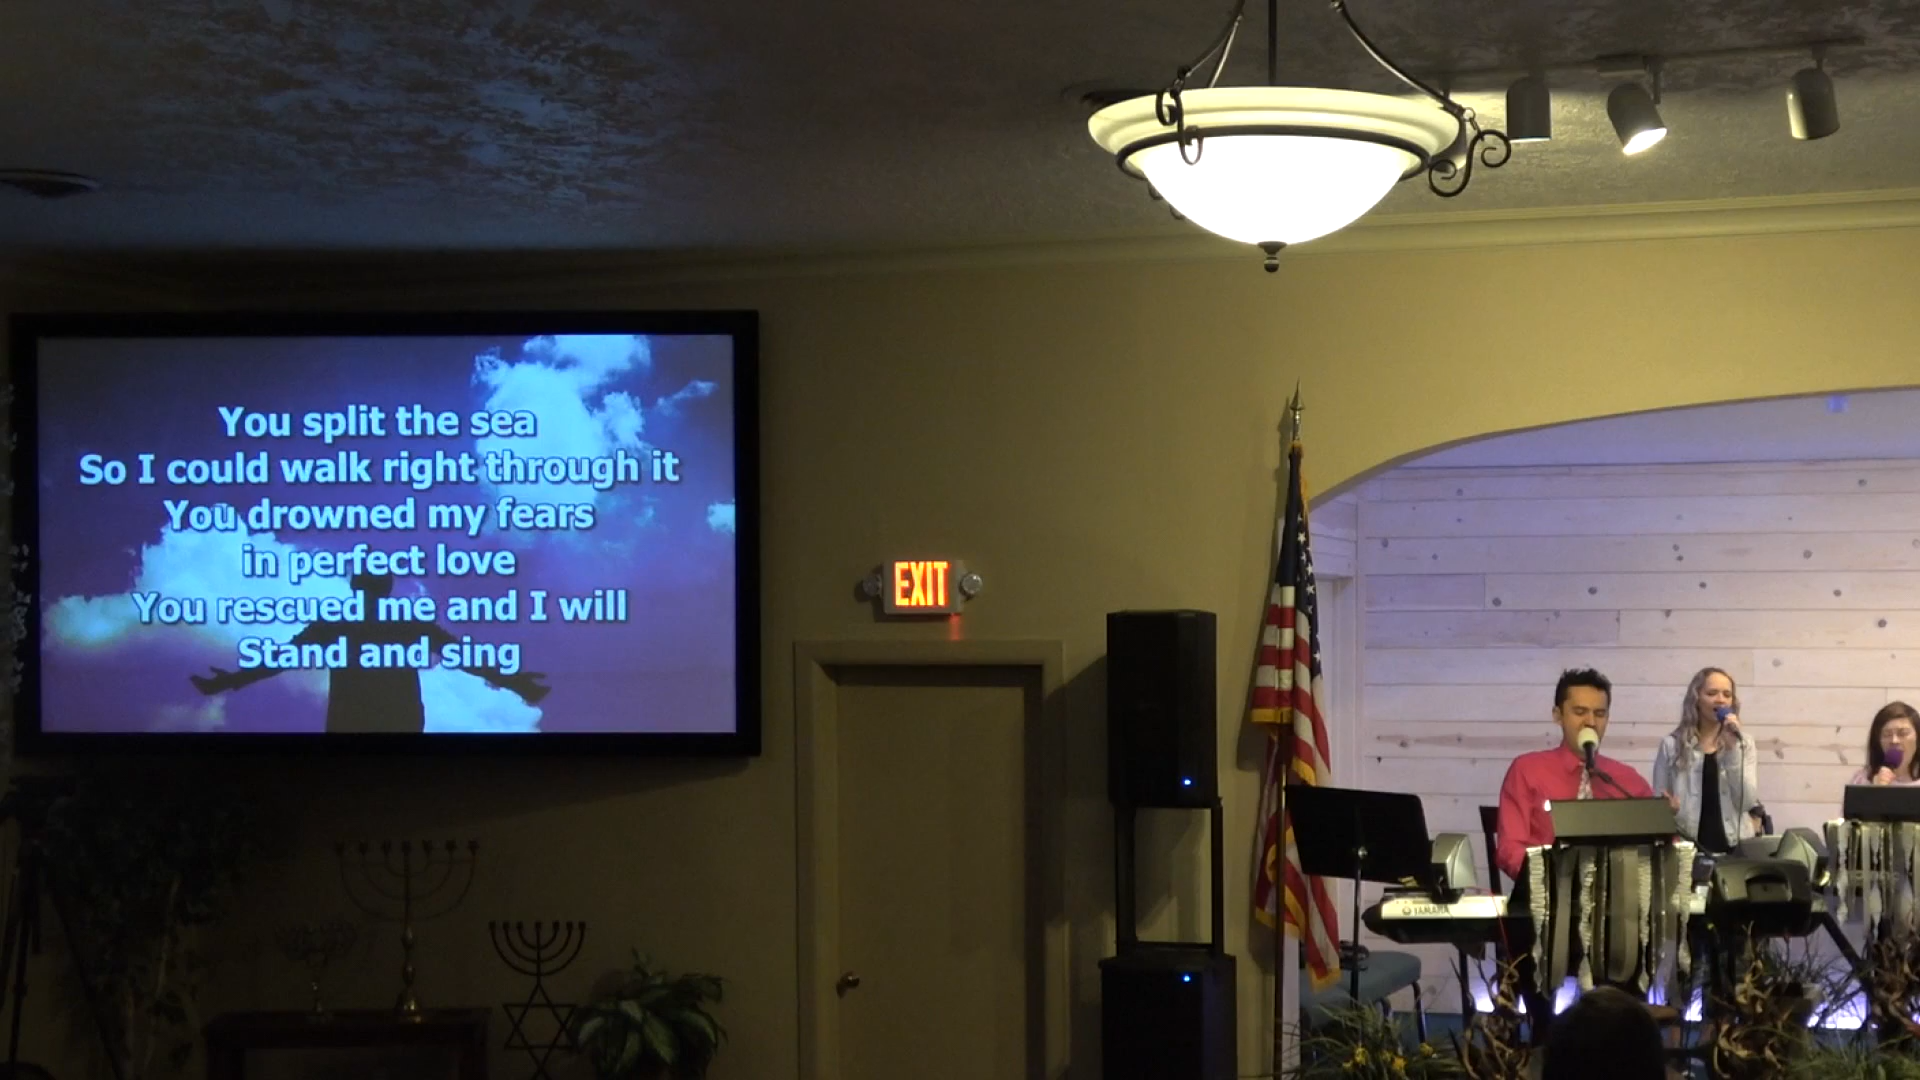 You split the sea
So I could walk right through it
You drowned my fears
in perfect love
You rescued me and I will
Stand and sing
EXIT
YAMAHA